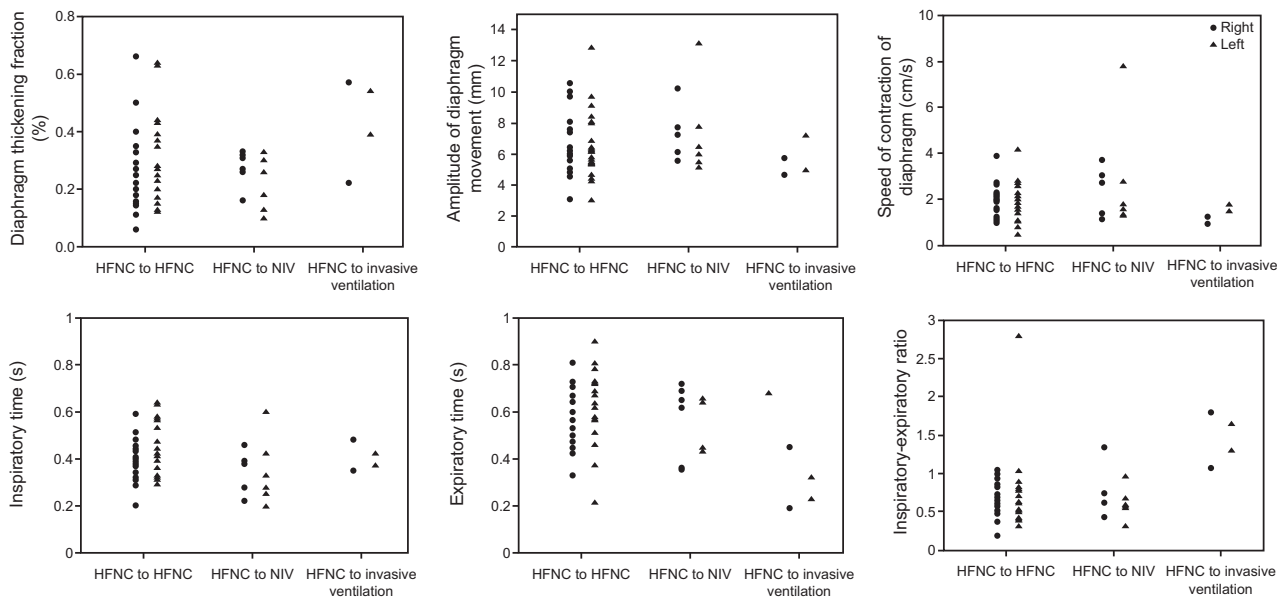 Diaphragm thickening fraction
(%)
0.8
0.6
0.4
0.2
0.0
HFNC to HFNC
HFNC to NIV
HFNC to invasive
ventilation
Amplitude of diaphragm
movement (mm)
14
12
10
8
6
4
2
0
HFNC to HFNC
HFNC to NIV
HFNC to invasive
ventilation
Speed of contraction of
diaphragm (cm/s)
10
8
6
4
2
0
Right
Left
HFNC to HFNC
HFNC to NIV
HFNC to invasive
ventilation
Inspiratory time (s)
1
0.8
0.6
0.4
0.2
0
HFNC to HFNC
HFNC to NIV
HFNC to invasive
ventilation
Expiratory time (s)
1
0.8
0.6
0.4
0.2
0
HFNC to HFNC
HFNC to NIV
HFNC to invasive
ventilation
Inspiratory-expiratory ratio
3
2.5
2
1.5
1
0.5
0
HFNC to HFNC
HFNC to NIV
HFNC to invasive
ventilation